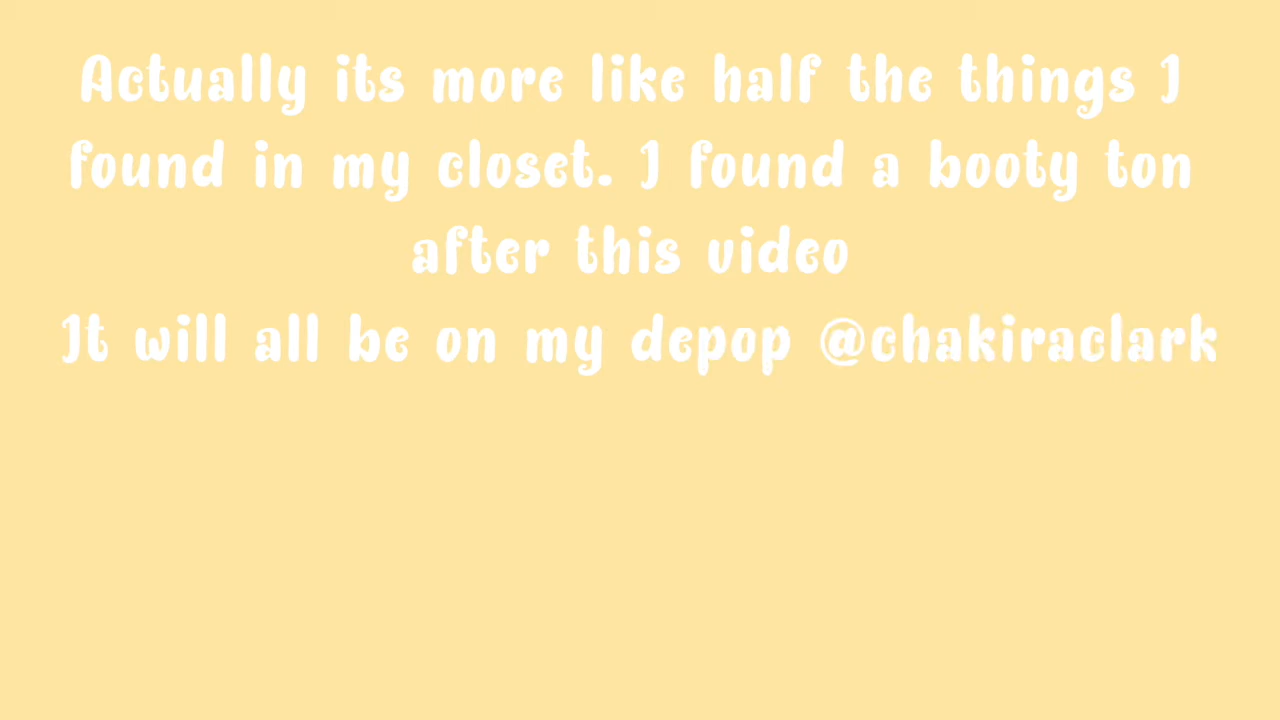 Actually its more like half the things I
found in my closet. I found a booty ton
after this video
It will all be on my depop @chakiraclark